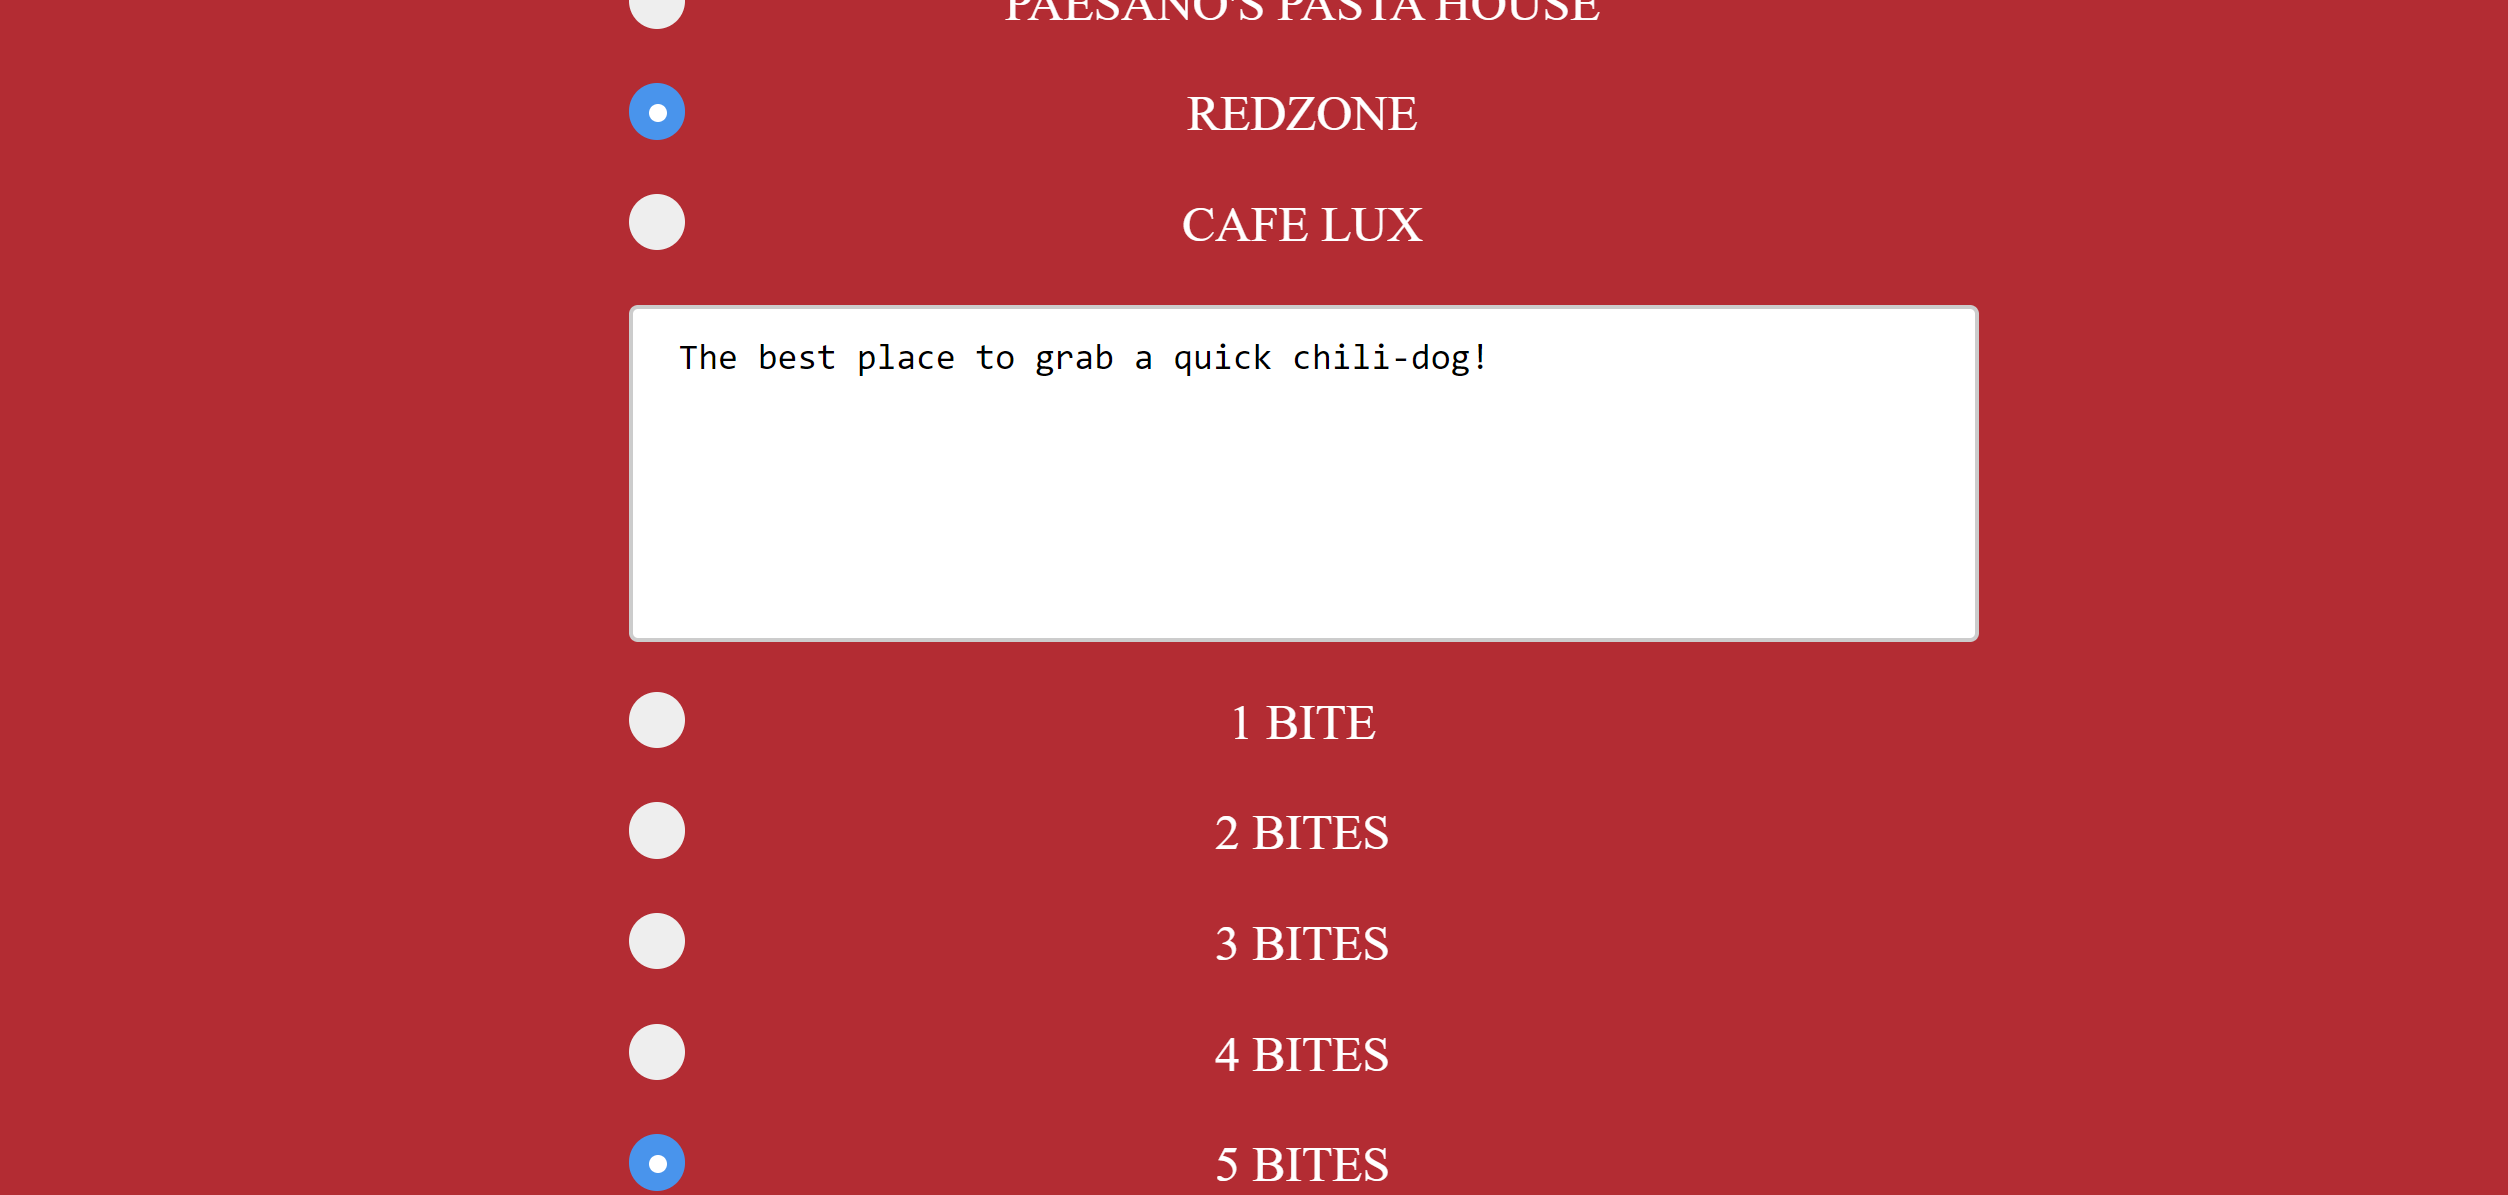 PAESANO'S PASTA HOUSE
REDZONE
CAFE LUX
The best place to grab a quick chili-dog!
1 BITE
2 BITES
3 BITES
4 BITES
5 BITES